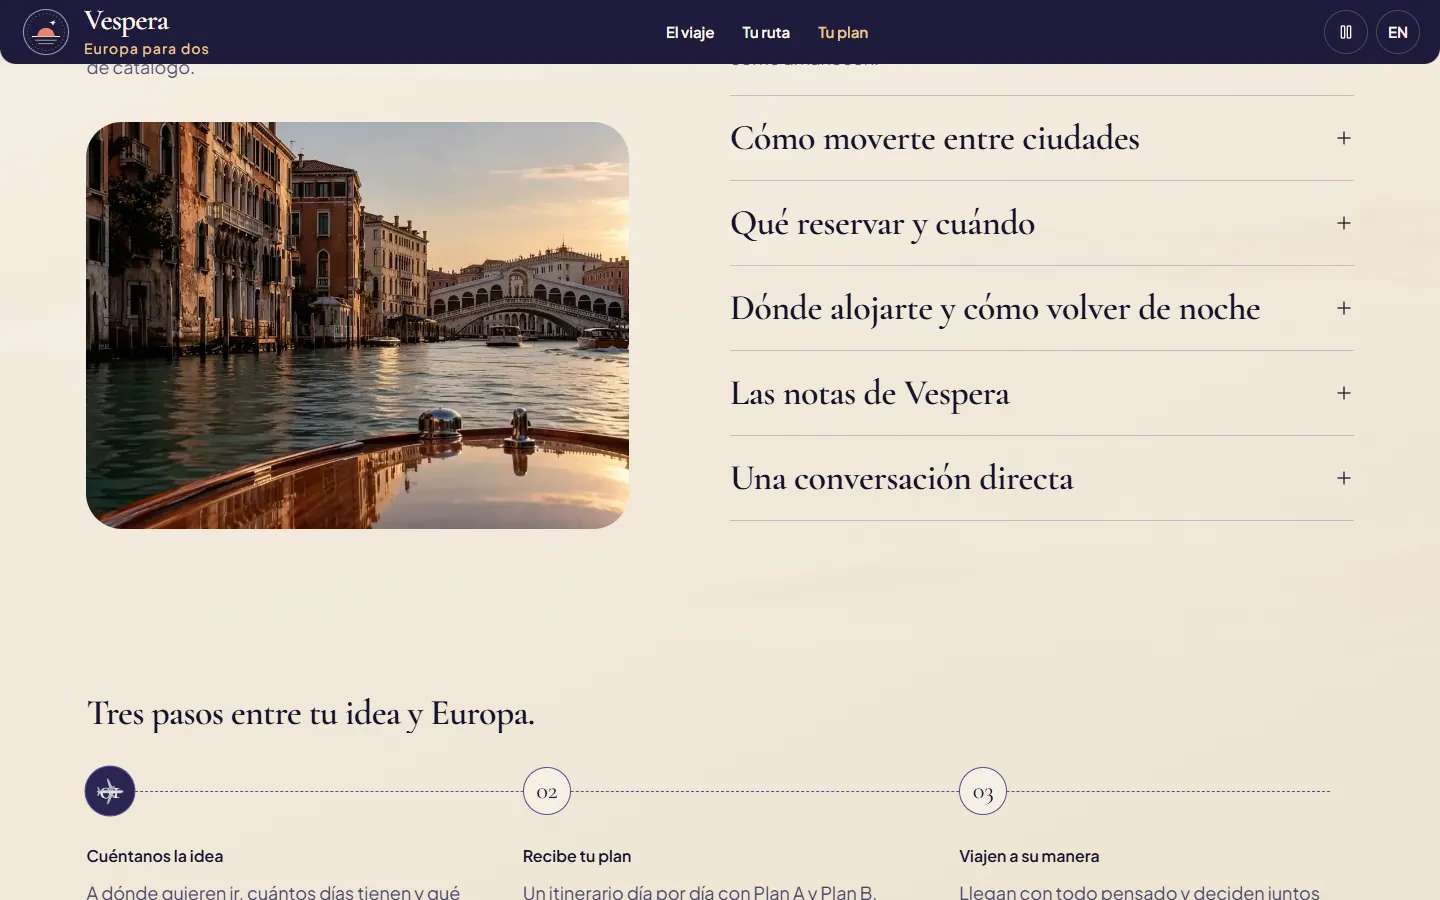 Vespera
Europa para dos
El viaje
Tu ruta
Tu plan
EN
de catálogo.
Cómo moverte entre ciudades
Qué reservar y cuándo
Dónde alojarte y cómo volver de noche
Las notas de Vespera
Una conversación directa
Tres pasos entre tu idea y Europa.
01
02
03
Cuéntanos la idea
Recibe tu plan
Viajen a su manera
A dónde quieren ir, cuántos días tienen y qué
Un itinerario día por día con Plan A y Plan B.
Llegan con todo pensado y deciden juntos